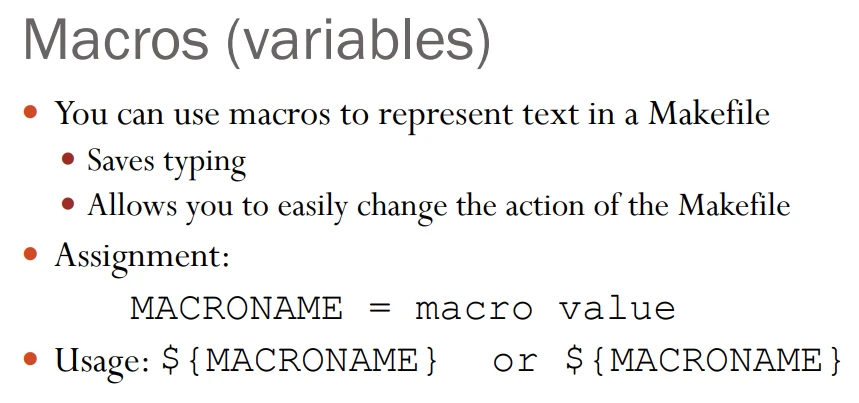 Macros (variables)
• You can use macros to represent text in a Makefile
• Saves typing
• Allows you to easily change the action of the Makefile
• Assignment:
MACRONAME = macro value
• Usage: ${MACRONAME} or ${MACRONAME}